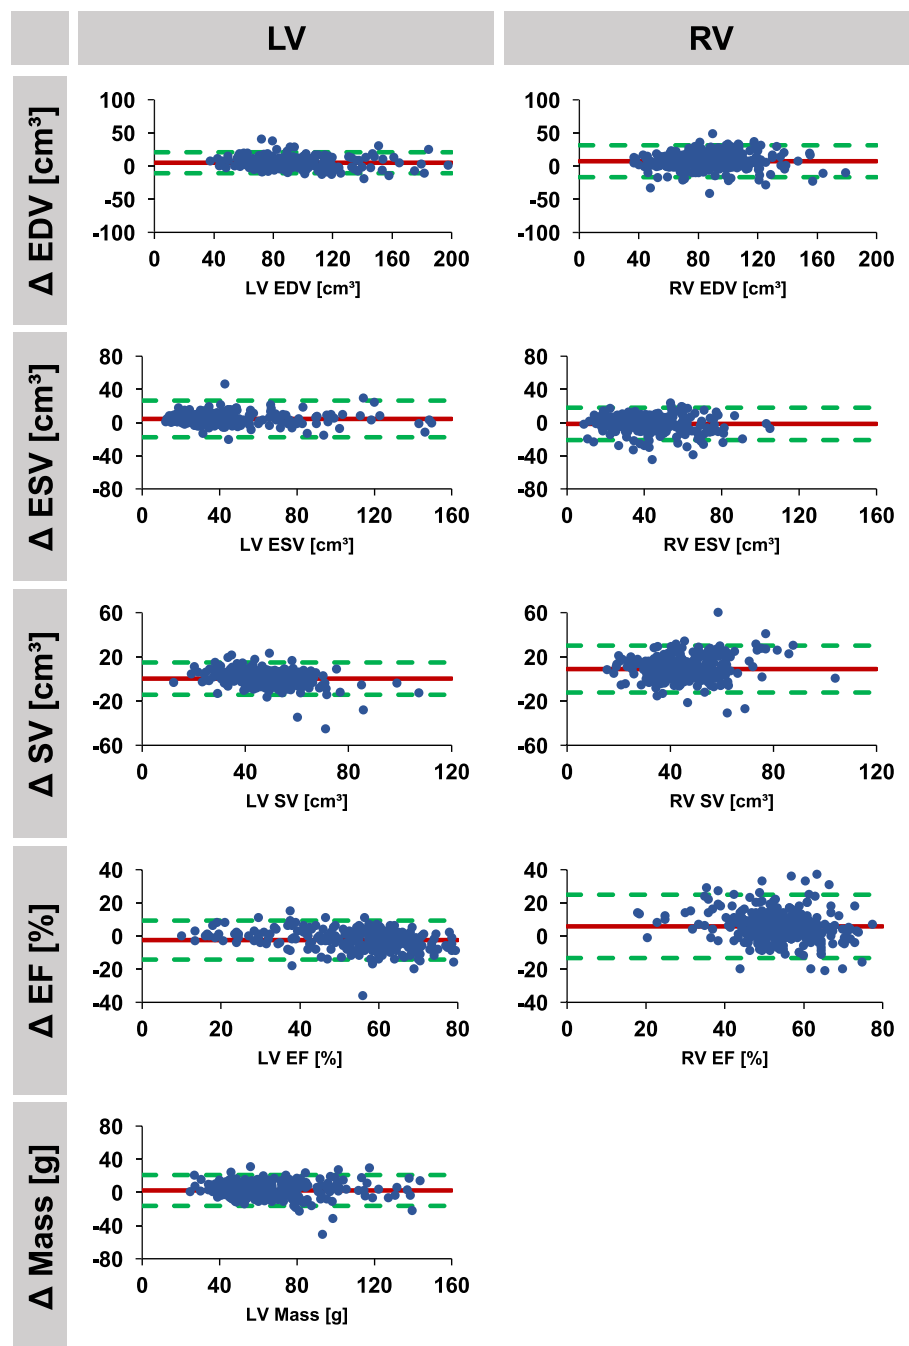 LV
RV
Δ EDV [cm³]
100
50
0
-50
-100
0 40 80 120 160 200
LV EDV [cm³]
100
50
0
-50
-100
0 40 80 120 160 200
RV EDV [cm³]
Δ ESV [cm³]
80
40
0
-40
-80
0 40 80 120 160
LV ESV [cm³]
80
40
0
-40
-80
0 40 80 120 160
RV ESV [cm³]
Δ SV [cm³]
60
20
-20
-60
0 40 80 120
LV SV [cm³]
60
20
-20
-60
0 40 80 120
RV SV [cm³]
Δ EF [%]
40
20
0
-20
-40
0 20 40 60 80
LV EF [%]
40
20
0
-20
-40
0 20 40 60 80
RV EF [%]
Δ Mass [g]
80
40
0
-40
-80
0 40 80 120 160
LV Mass [g]